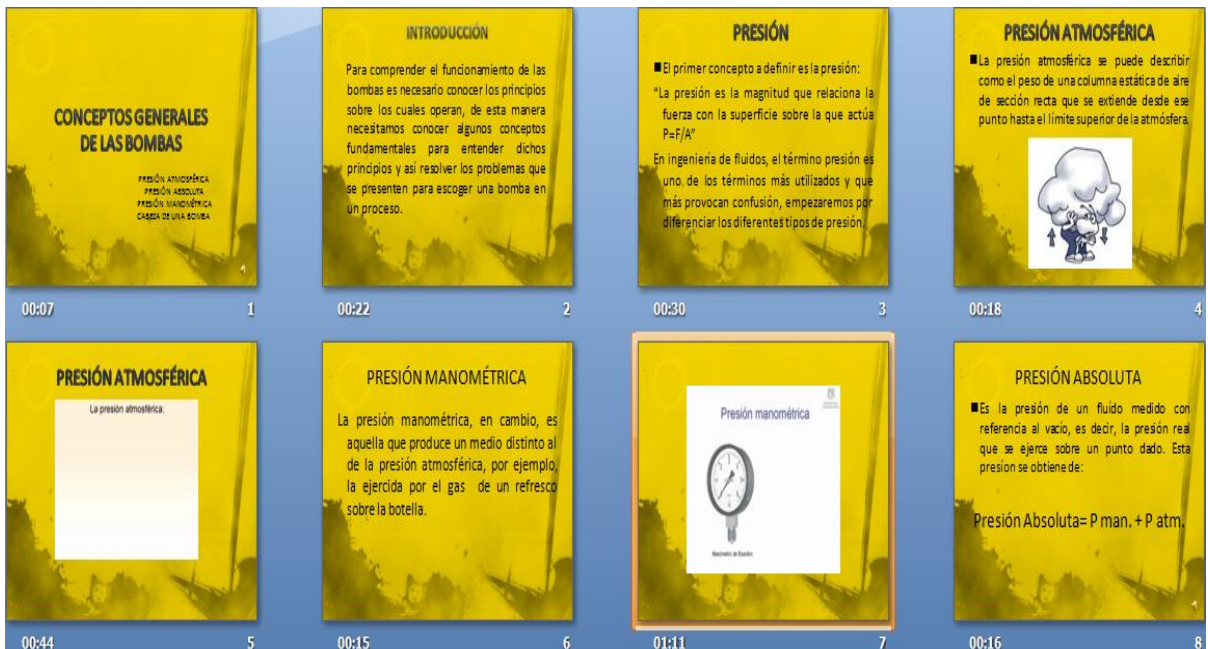 CONCEPTOS GENERALES
DE LAS BOMBAS
PRESIÓN ATMOSFÉRICA
PRESIÓN ABSOLUTA
PRESIÓN MANOMÉTRICA
CABEZA DE UNA BOMBA
1
00:07
1
INTRODUCCIÓN
Para comprender el funcionamiento de las
bombas es necesario conocer los principios
sobre los cuales operan, de esta manera
necesitamos conocer algunos conceptos
fundamentales para entender dichos
principios y así resolver los problemas que
se presenten para escoger una bomba en
un proceso.
00:22
2
PRESIÓN
El primer concepto a definir es la presión:
"La presión es la magnitud que relaciona la
fuerza con la superficie sobre la que actúa
P=F/A"
En ingeniería de fluidos, el término presión es
uno de los términos más utilizados y que
más provocan confusión, empezaremos por
diferenciar los diferentes tipos de presión.
00:30
3
PRESIÓN ATMOSFÉRICA
La presión atmosférica se puede describir
como el peso de una columna estática de aire
de sección recta que se extiende desde ese
punto hasta el límite superior de la atmósfera.
00:18
4
PRESIÓN ATMOSFÉRICA
La presión atmosférica:
00:44
5
PRESIÓN MANOMÉTRICA
La presión manométrica, en cambio, es
aquella que produce un medio distinto al
de la presión atmosférica, por ejemplo,
la ejercida por el gas de un refresco
sobre la botella.
00:15
6
Presión manométrica
Manómetro de Bourdon
01:11
7
PRESIÓN ABSOLUTA
Es la presión de un fluido medido con
referencia al vacío, es decir, la presión real
que se ejerce sobre un punto dado. Esta
presión se obtiene de:
Presión Absoluta= P man. + P atm.
00:16
8